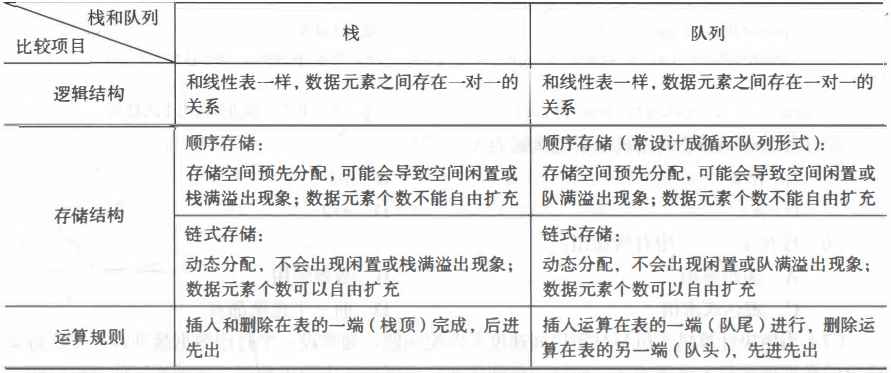 栈和队列
比较项目
栈
队列
逻辑结构
和线性表一样，数据元素之间存在一对一的
关系
和线性表一样，数据元素之间存在一对一的
关系
存储结构
顺序存储：
存储空间预先分配，可能会导致空间闲置或
栈满溢出现象；数据元素个数不能自由扩充
顺序存储（常设计成循环队列形式）：
存储空间预先分配，可能会导致空间闲置或
队满溢出现象；数据元素个数不能自由扩充
链式存储：
动态分配，不会出现闲置或栈满溢出现象；
数据元素个数可以自由扩充
链式存储：
动态分配，不会出现闲置或队满溢出现象；
数据元素个数可以自由扩充
运算规则
插入和删除在表的一端（栈顶）完成，后进
先出
插入运算在表的一端（队尾）进行，删除运
算在表的另一端（队头），先进先出